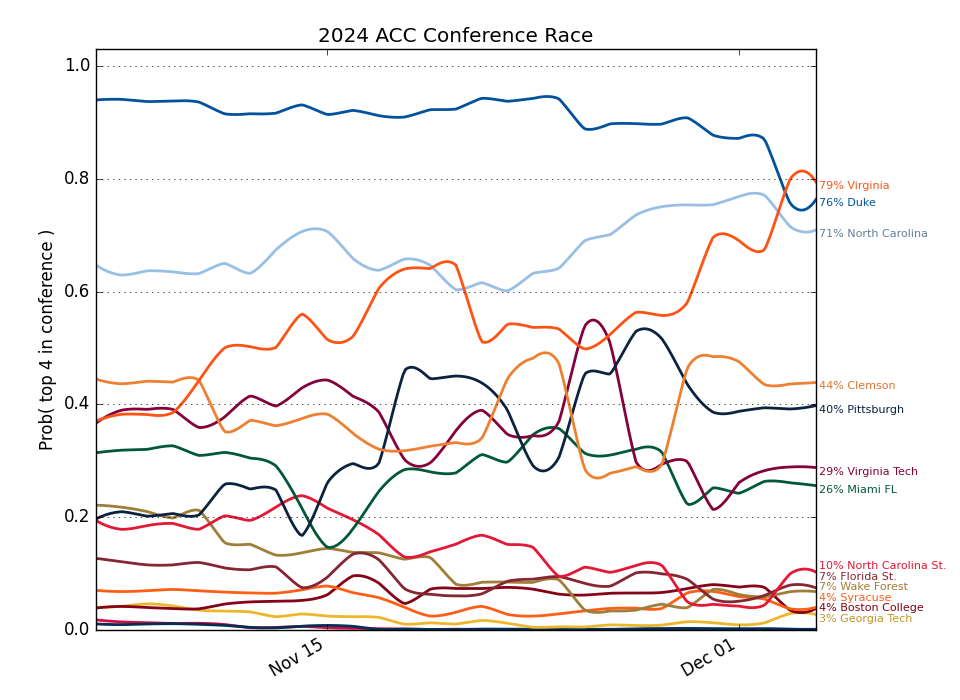 2024 ACC Conference Race
Prob( top 4 in conference )
1.0
0.8
0.6
0.4
0.2
0.0
Nov 15
Dec 01
79% Virginia
76% Duke
71% North Carolina
44% Clemson
40% Pittsburgh
29% Virginia Tech
26% Miami FL
10% North Carolina St.
7% Florida St.
7% Wake Forest
4% Syracuse
4% Boston College
3% Georgia Tech